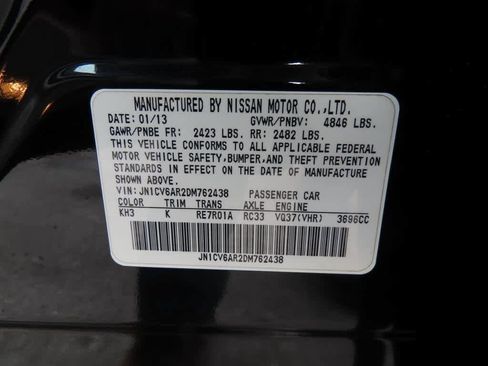 MANUFACTURED BY NISSAN MOTOR CO.,LTD.
DATE: 01/13 GVWR/PNBV: 4846 LBS.
GAWR/PNBE FR: 2423 LBS. RR: 2482 LBS.
THIS VEHICLE CONFORMS TO ALL APPLICABLE FEDERAL
MOTOR VEHICLE SAFETY,BUMPER,AND THEFT PREVENTION
STANDARDS IN EFFECT ON THE DATE OF MANUFACTURE
SHOWN ABOVE.
VIN: JN1CV6AR2DM762438 PASSENGER CAR
COLOR TRIM TRANS AXLE ENGINE
KH3 K RE7R01A RC33 VQ37(VHR) 3696CC
JN1CV6AR2DM762438